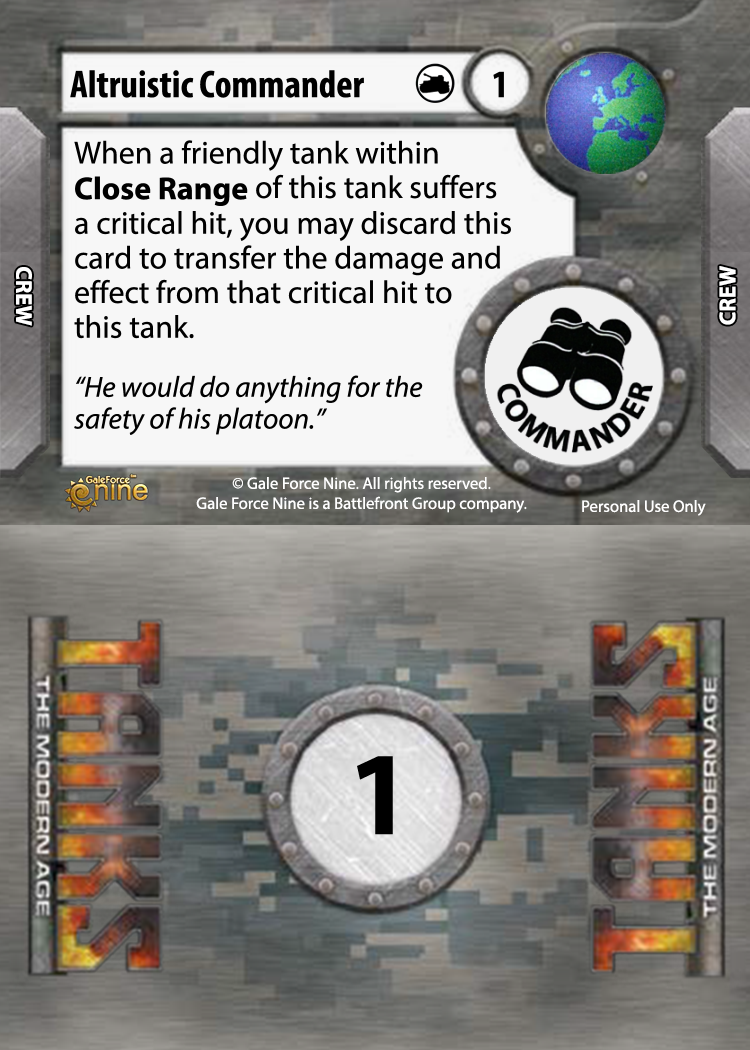 Altruistic Commander
1
When a friendly tank within
Close Range of this tank suffers
a critical hit, you may discard this
card to transfer the damage and
effect from that critical hit to
this tank.
“He would do anything for the
safety of his platoon.”
CREW
CREW
COMMANDER
GaleForce™
nine
© Gale Force Nine. All rights reserved.
Gale Force Nine is a Battlefront Group company.
Personal Use Only
TANKS
THE MODERN AGE
1
TANKS
THE MODERN AGE